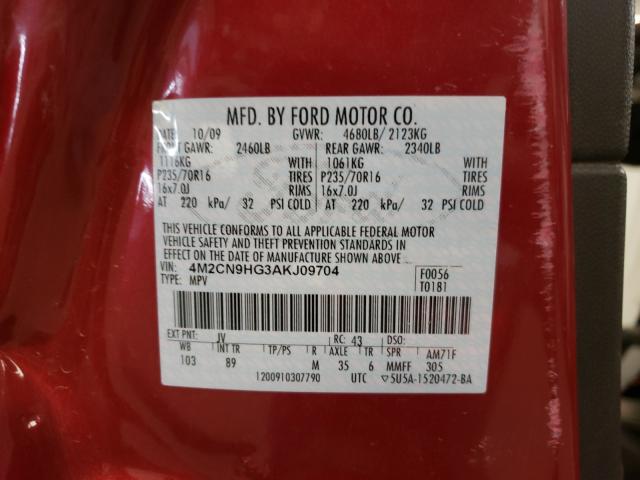 MFD. BY FORD MOTOR CO.
DATE: 10/09 GVWR: 4680LB/ 2123KG
FRONT GAWR: 2460LB REAR GAWR: 2340LB
1116KG WITH 1061KG WITH
P235/70R16 TIRES P235/70R16 TIRES
16x7.0J RIMS 16x7.0J RIMS
AT 220 kPa/ 32 PSI COLD AT 220 kPa/ 32 PSI COLD
THIS VEHICLE CONFORMS TO ALL APPLICABLE FEDERAL MOTOR
VEHICLE SAFETY AND THEFT PREVENTION STANDARDS IN
EFFECT ON THE DATE OF MANUFACTURE SHOWN ABOVE.
VIN: 4M2CN9HG3AKJ09704 F0056
TYPE: MPV T0181
EXT PNT: JV RC: 43 DSO:
WB INT TR TP/PS R AXLE TR SPR AM71F
103 89 M 35 6 MMFF 305
1200910307790 UTC ▽5U5A-1520472-BA